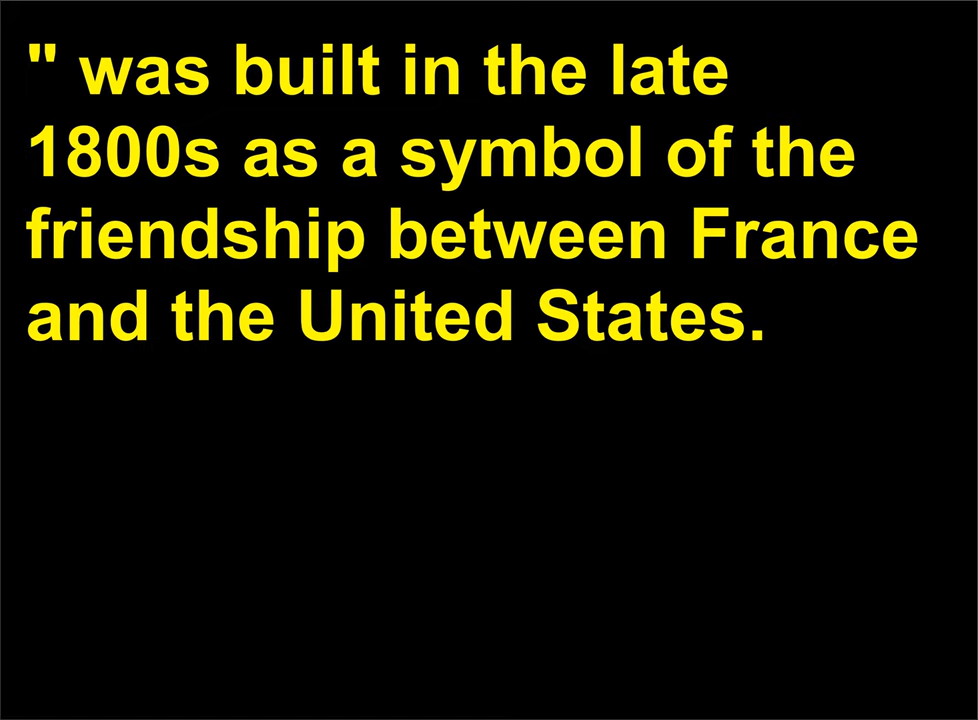 " was built in the late
1800s as a symbol of the
friendship between France
and the United States.